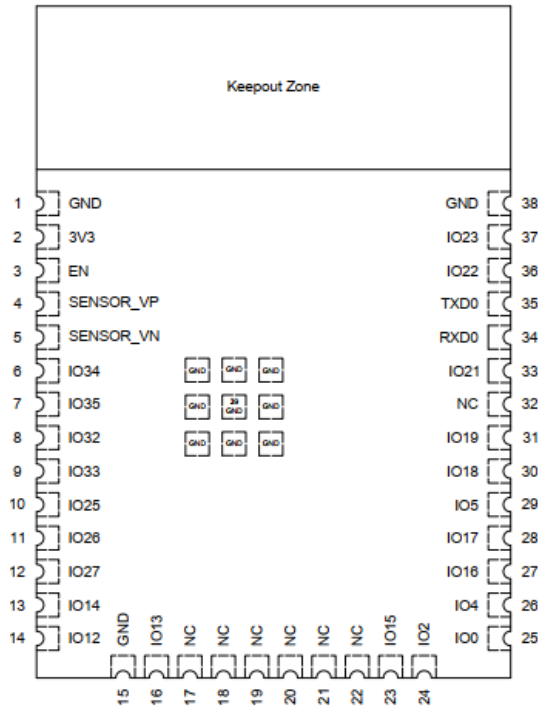 Keepout Zone
1 GND GND 38
2 3V3 IO23 37
3 EN IO22 36
4 SENSOR_VP TXD0 35
5 SENSOR_VN RXD0 34
6 IO34 GND GND GND IO21 33
7 IO35 GND 39 GND GND NC 32
8 IO32 GND GND GND IO19 31
9 IO33 IO18 30
10 IO25 IO5 29
11 IO26 IO17 28
12 IO27 IO16 27
13 IO14 IO4 26
14 IO12 IO0 25
GND IO13 NC NC NC NC NC NC IO15 IO2
15 16 17 18 19 20 21 22 23 24